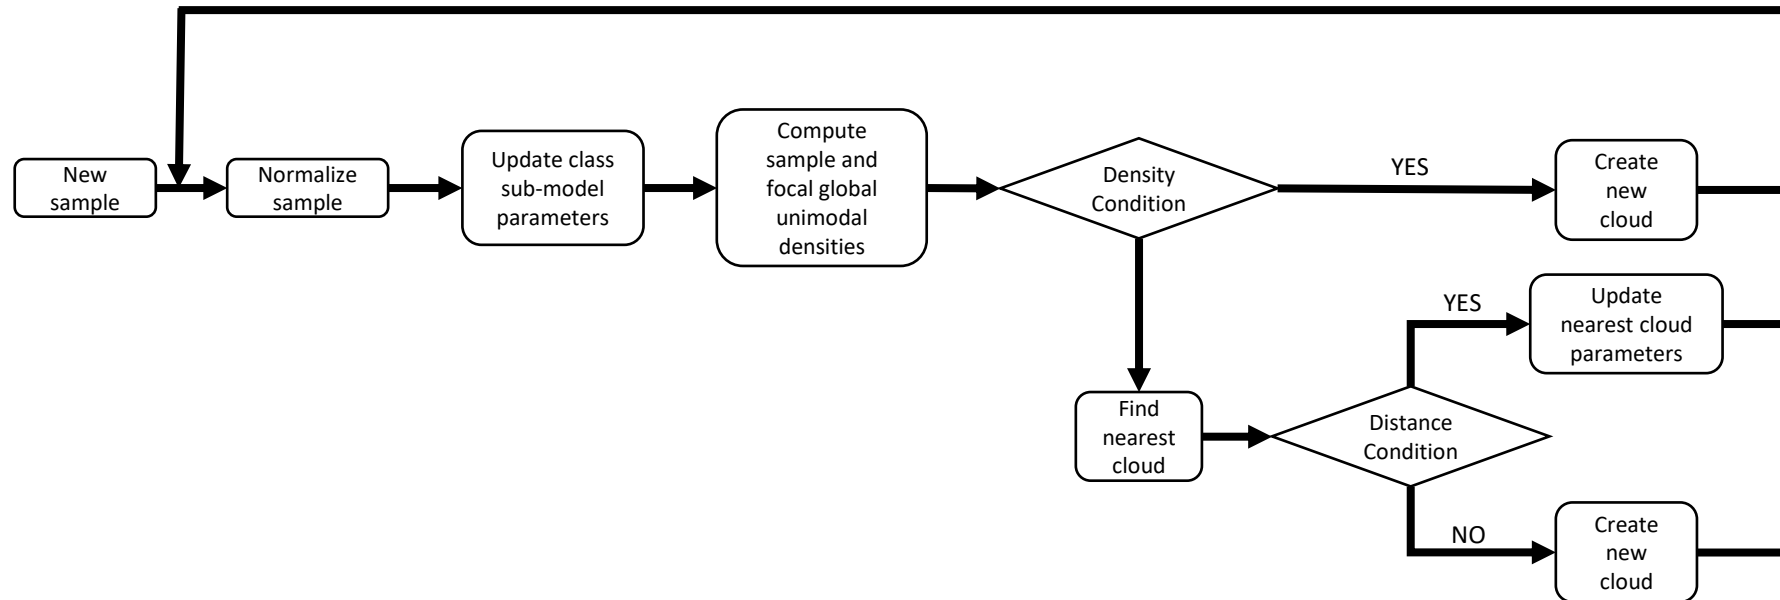 New
sample
Normalize
sample
Update class
sub-model
parameters
Compute
sample and
focal global
unimodal
densities
Density
Condition
YES
Create
new
cloud
Find
nearest
cloud
Distance
Condition
YES
Update
nearest cloud
parameters
NO
Create
new
cloud